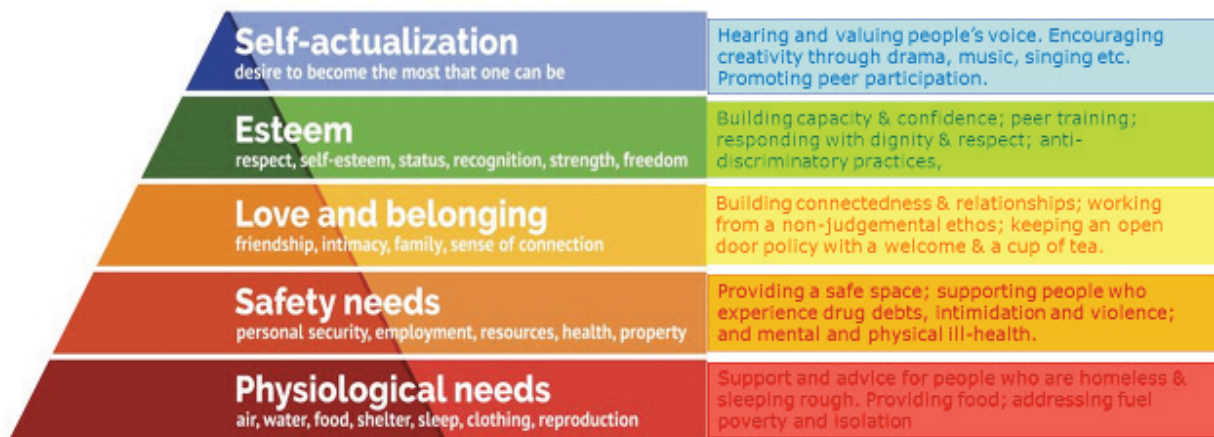 Self-actualization
desire to become the most that one can be
Hearing and valuing people's voice. Encouraging
creativity through drama, music, singing etc.
Promoting peer participation.
Esteem
respect, self-esteem, status, recognition, strength, freedom
Building capacity & confidence; peer training;
responding with dignity & respect; anti-
discriminatory practices,
Love and belonging
friendship, intimacy, family, sense of connection
Building connectedness & relationships; working
from a non-judgemental ethos; keeping an open
door policy with a welcome & a cup of tea.
Safety needs
personal security, employment, resources, health, property
Providing a safe space; supporting people who
experience drug debts, intimidation and violence;
and mental and physical ill-health.
Physiological needs
air, water, food, shelter, sleep, clothing, reproduction
Support and advice for people who are homeless &
sleeping rough. Providing food; addressing fuel
poverty and isolation